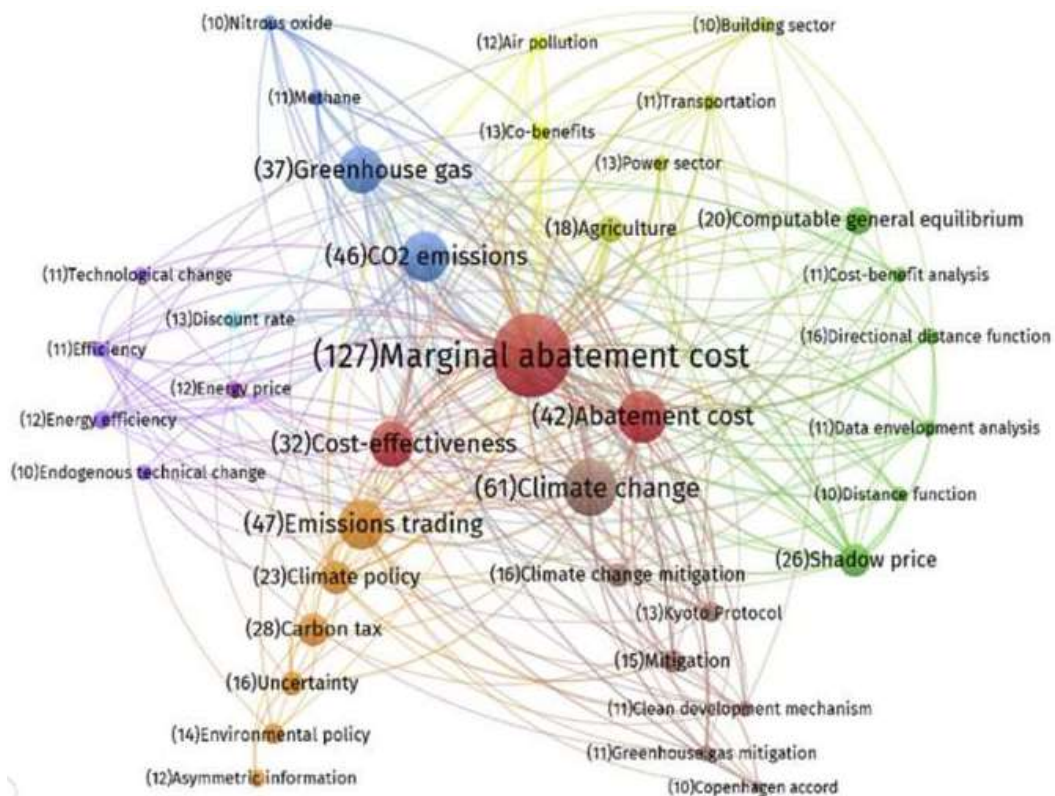 (10)Nitrous oxide
(12)Air pollution
(10)Building sector
(11)Methane
(11)Transportation
(13)Co-benefits
(37)Greenhouse gas
(13)Power sector
(18)Agriculture
(20)Computable general equilibrium
(46)CO2 emissions
(11)Technological change
(11)Cost-benefit analysis
(13)Discount rate
(16)Directional distance function
(11)Efficiency
(127)Marginal abatement cost
(12)Energy price
(12)Energy efficiency
(42)Abatement cost
(11)Data envelopment analysis
(32)Cost-effectiveness
(10)Endogenous technical change
(61)Climate change
(10)Distance function
(47)Emissions trading
(26)Shadow price
(23)Climate policy
(16)Climate change mitigation
(13)Kyoto Protocol
(28)Carbon tax
(15)Mitigation
(16)Uncertainty
(11)Clean development mechanism
(14)Environmental policy
(11)Greenhouse gas mitigation
(12)Asymmetric information
(10)Copenhagen accord